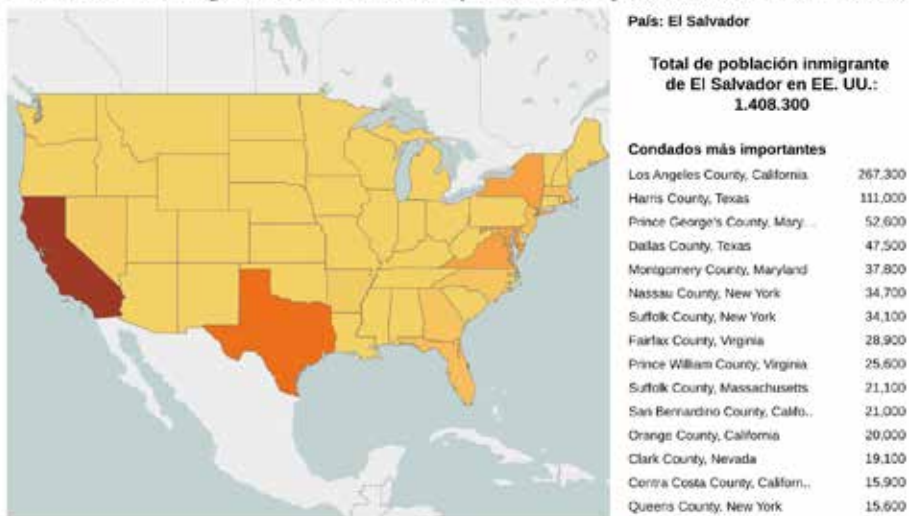 País: El Salvador
Total de población inmigrante
de El Salvador en EE. UU.:
1.408.300
Condados más importantes
Los Angeles County, California 267,300
Harris County, Texas 111,000
Prince George's County, Mary... 52,600
Dallas County, Texas 47,500
Montgomery County, Maryland 37,800
Nassau County, New York 34,700
Suffolk County, New York 34,100
Fairfax County, Virginia 28,900
Prince William County, Virginia 25,600
Suffolk County, Massachusetts 21,100
San Bernardino County, Califo.. 21,000
Orange County, California 20,000
Clark County, Nevada 19,100
Contra Costa County, Californ.. 15,900
Queens County, New York 15,600